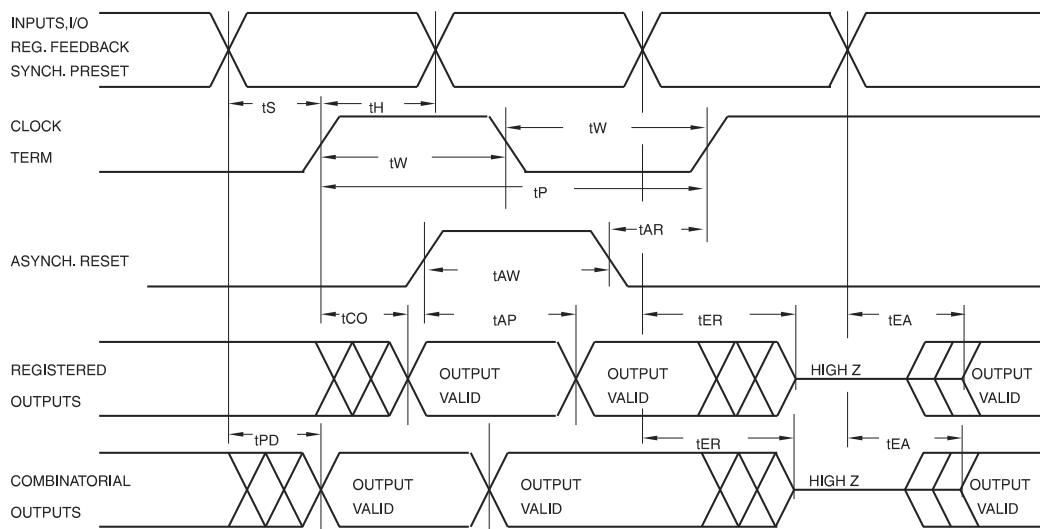 INPUTS,I/O
REG. FEEDBACK
SYNCH. PRESET
tS
tH
CLOCK
TERM
tW
tW
tP
tAR
ASYNCH. RESET
tAW
tCO
tAP
tER
tEA
REGISTERED
OUTPUTS
OUTPUT
VALID
OUTPUT
VALID
HIGH Z
OUTPUT
VALID
tPD
tER
tEA
COMBINATORIAL
OUTPUTS
OUTPUT
VALID
OUTPUT
VALID
HIGH Z
OUTPUT
VALID